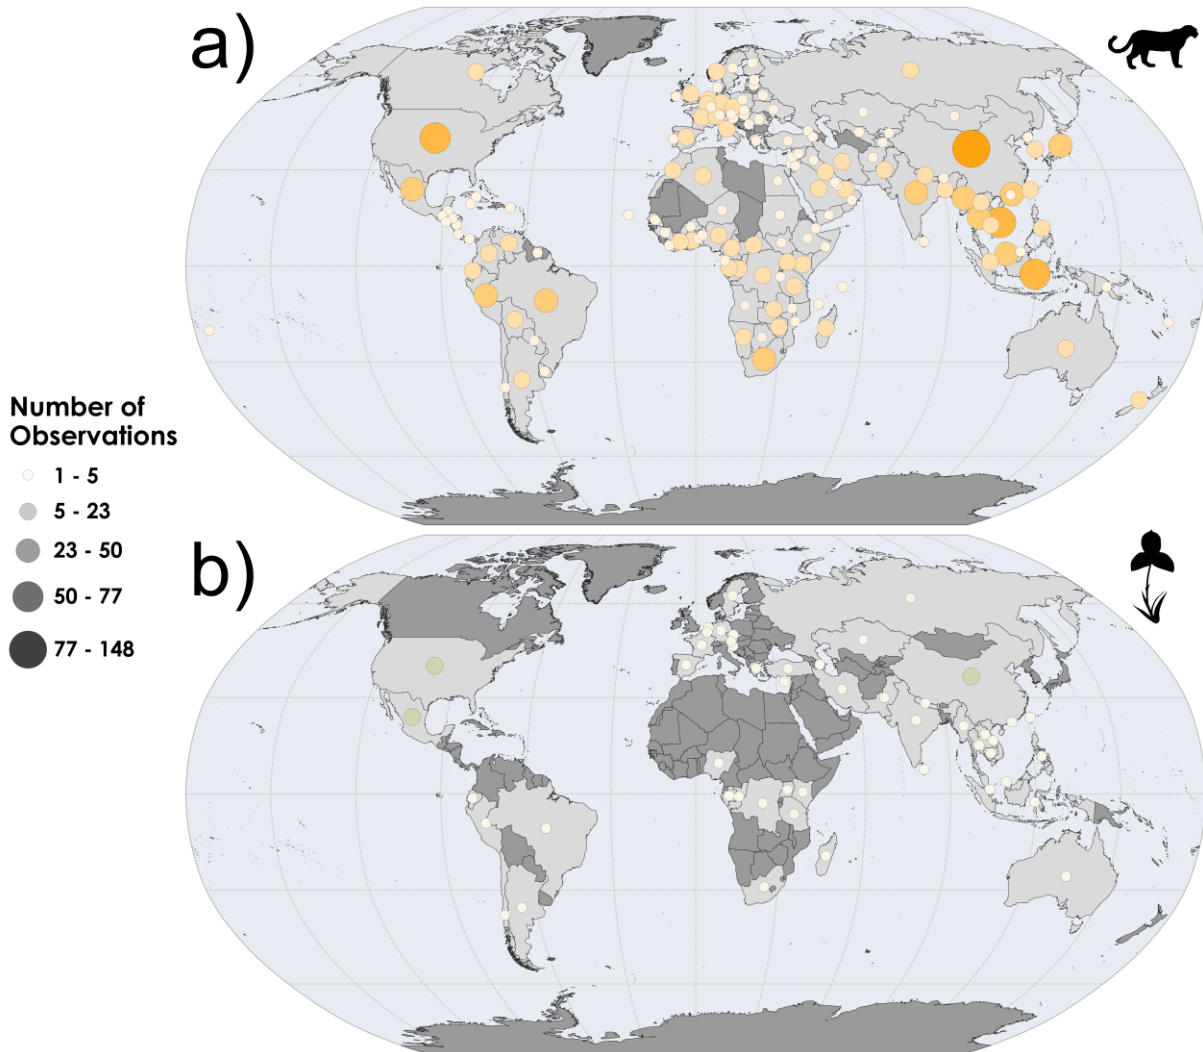 a)
Number of
Observations
1 - 5
5 - 23
23 - 50
50 - 77
77 - 148
b)